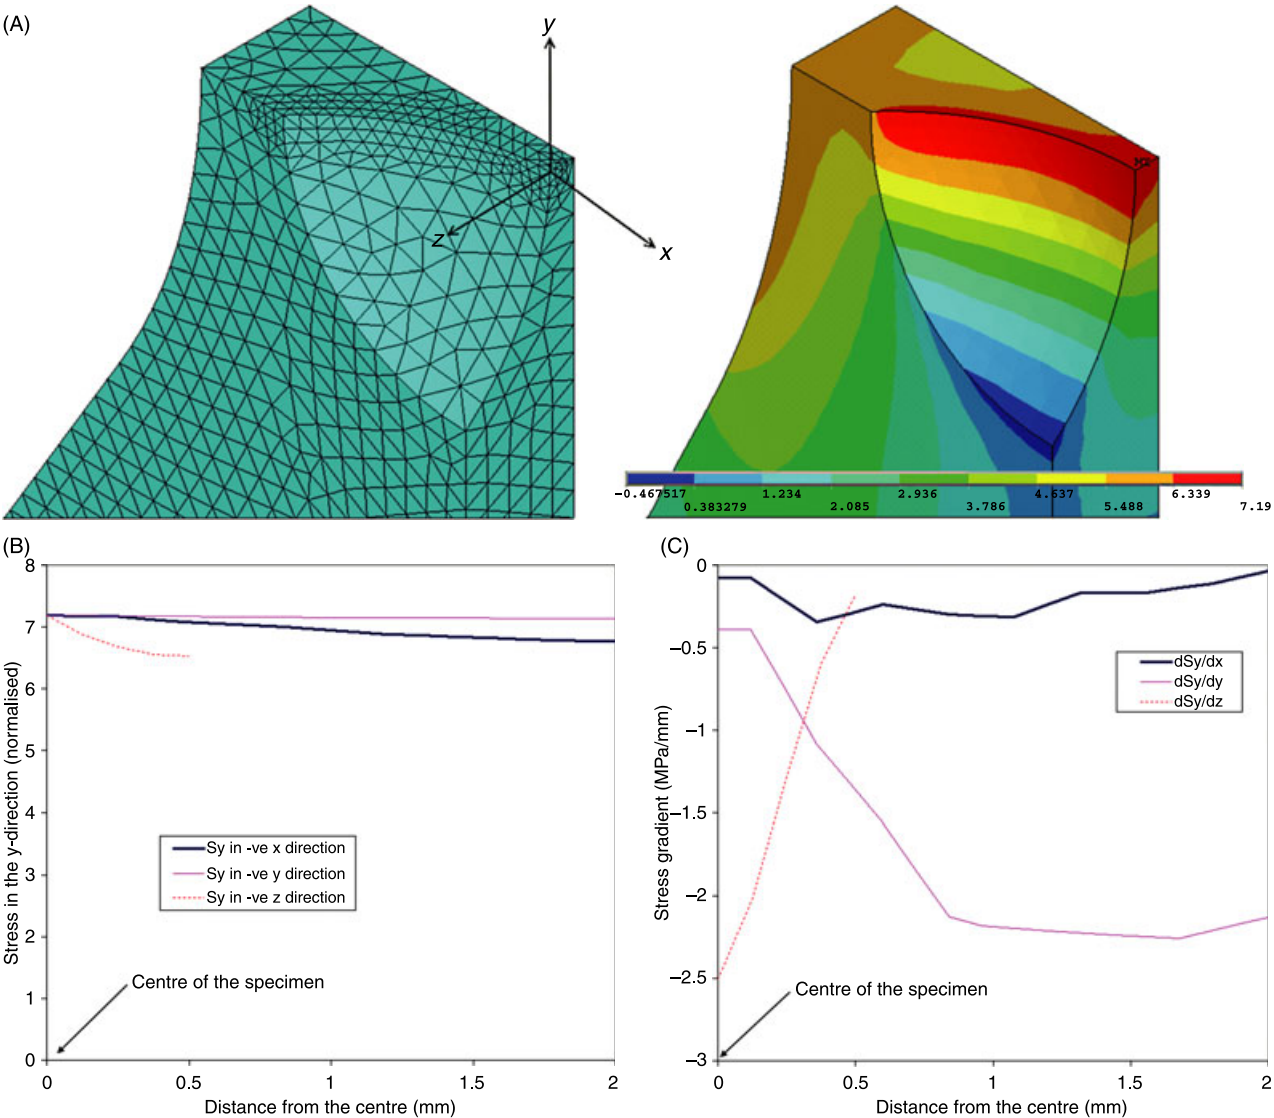 (A)
y
z
x
MX
-0.467517
0.383279
1.234
2.085
2.936
3.786
4.637
5.488
6.339
7.19
(B)
8
7
6
5
4
3
2
1
0
Stress in the y-direction (normalised)
Sy in -ve x direction
Sy in -ve y direction
Sy in -ve z direction
Centre of the specimen
0
0.5
1
1.5
2
Distance from the centre (mm)
(C)
0
–0.5
–1
–1.5
–2
–2.5
–3
Stress gradient (MPa/mm)
dSy/dx
dSy/dy
dSy/dz
Centre of the specimen
0
0.5
1
1.5
2
Distance from the centre (mm)